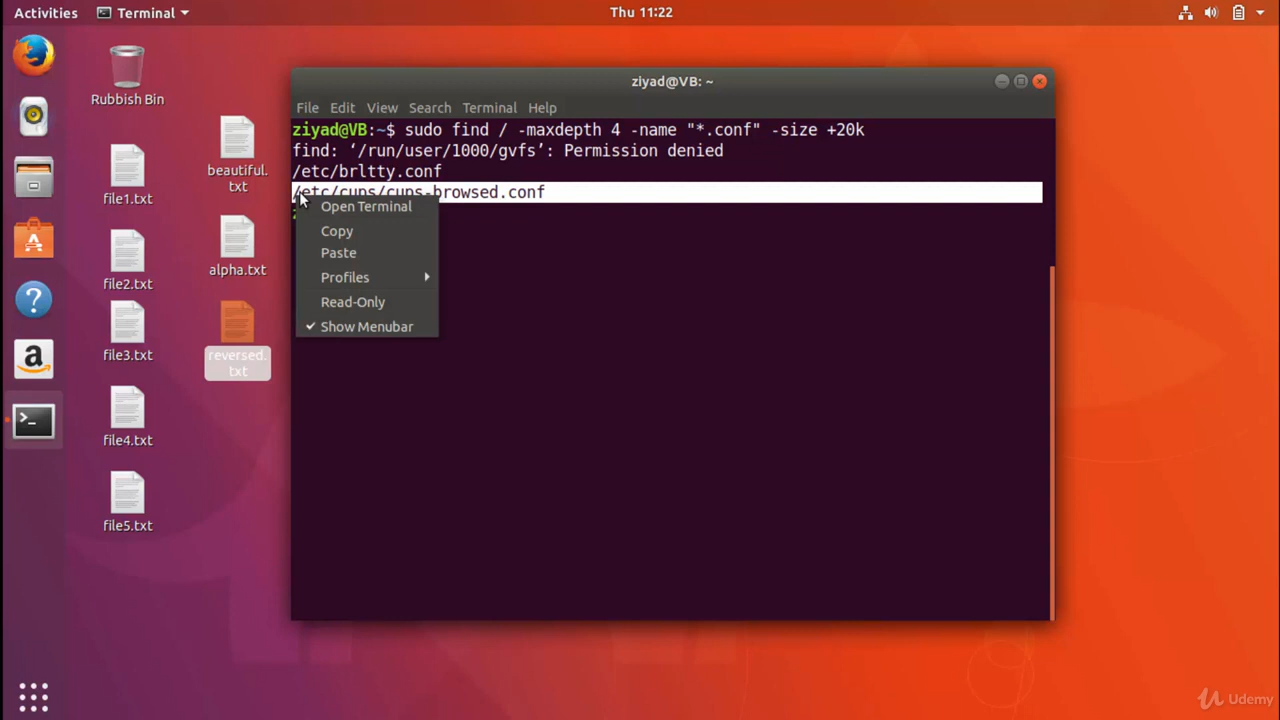 Activities
Terminal
Thu 11:22
Rubbish Bin
file1.txt
file2.txt
file3.txt
file4.txt
file5.txt
beautiful.
txt
alpha.txt
reversed.
txt
ziyad@VB: ~
File Edit View Search Terminal Help
ziyad@VB:~$ sudo find / -maxdepth 4 -name "*.conf" -size +20k
find: ‘/run/user/1000/gvfs’: Permission denied
/etc/brltty.conf
/etc/cups/cups-browsed.conf
Open Terminal
Copy
Paste
Profiles
Read-Only
Show Menubar
Udemy